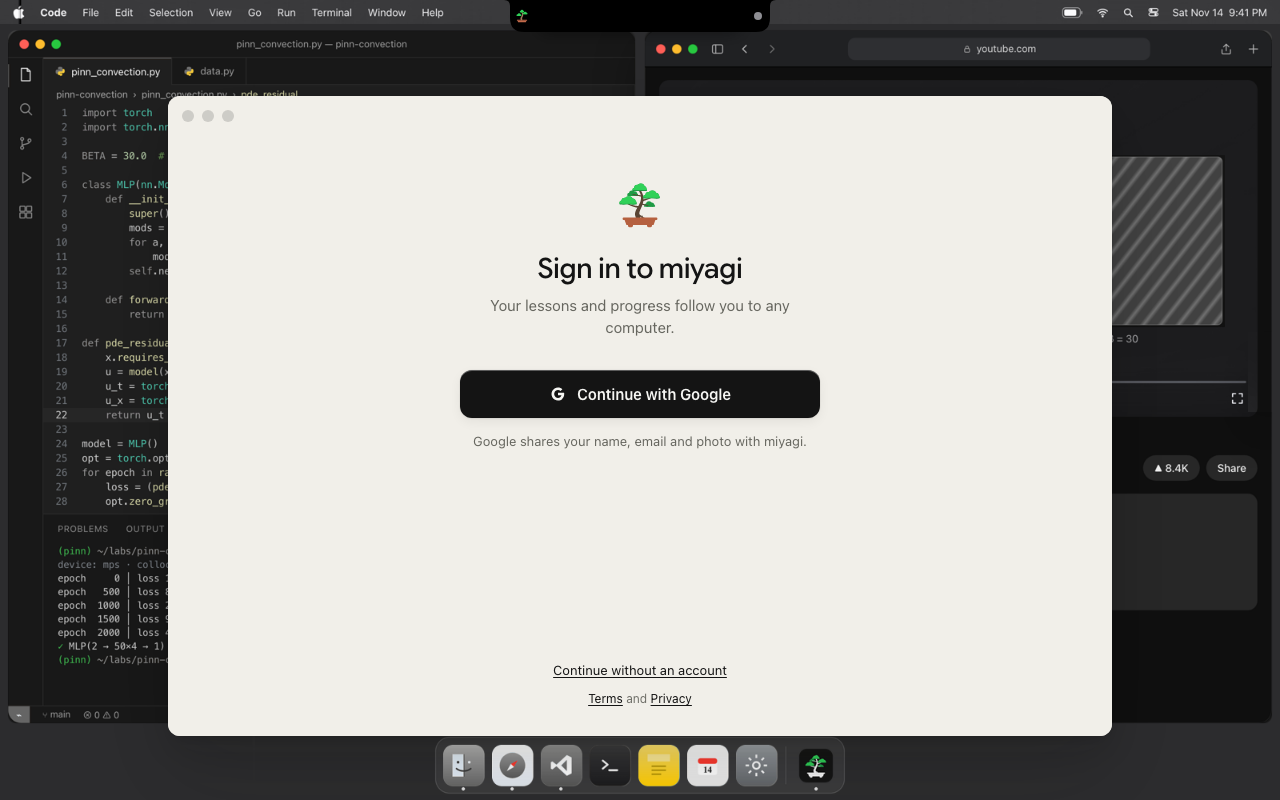 Code File Edit Selection View Go Run Terminal Window Help
Sat Nov 14 9:41 PM
pinn_convection.py — pinn-convection
youtube.com
pinn_convection.py data.py
pinn-convection › pinn_convection.py › pde_residual
1 import torch
2 import torch.nn
3
4 BETA = 30.0 #
5
6 class MLP(nn.Mo
7 def __init_
8 super()
9 mods =
10 for a,
11 mod
12 self.ne
13
14 def forward
15 return
16
17 def pde_residua
18 x.requires_
19 u = model(x
20 u_t = torch
21 u_x = torch
22 return u_t
23
24 model = MLP()
25 opt = torch.opt
26 for epoch in ra
27 loss = (pde
28 opt.zero_gr
PROBLEMS OUTPUT
(pinn) ~/labs/pinn-c
device: mps · colloc
epoch 0 | loss 1
epoch 500 | loss 8
epoch 1000 | loss 2
epoch 1500 | loss 9
epoch 2000 | loss 4
✓ MLP(2 → 50×4 → 1)
(pinn) ~/labs/pinn-c
main 0 0
Sign in to miyagi
Your lessons and progress follow you to any
computer.
G Continue with Google
Google shares your name, email and photo with miyagi.
Continue without an account
Terms and Privacy
= 30
8.4K Share
14